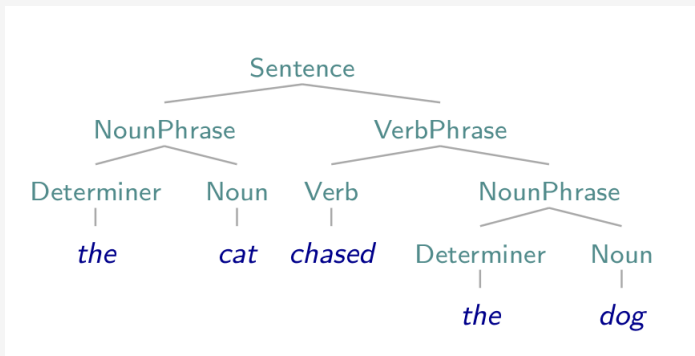 Sentence
NounPhrase VerbPhrase
Determiner Noun Verb NounPhrase
the cat chased Determiner Noun
the dog